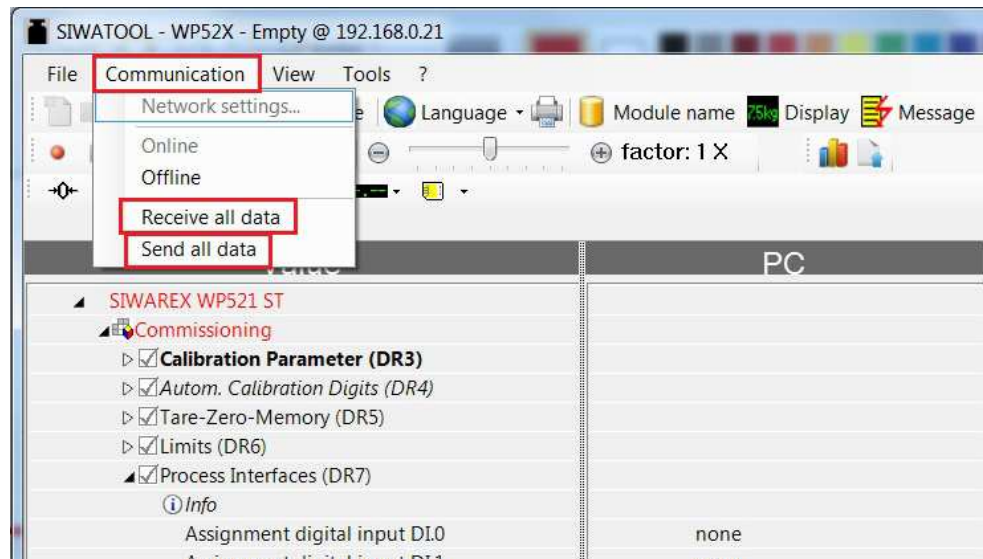 SIWATOOL - WP52X - Empty @ 192.168.0.21
File Communication View Tools ?
Network settings... Language Module name 7.5kg Display Message
Online factor: 1 X
Offline
Receive all data
Send all data
Value PC
SIWAREX WP521 ST
Commissioning
Calibration Parameter (DR3)
Autom. Calibration Digits (DR4)
Tare-Zero-Memory (DR5)
Limits (DR6)
Process Interfaces (DR7)
Info
Assignment digital input DI.0 none